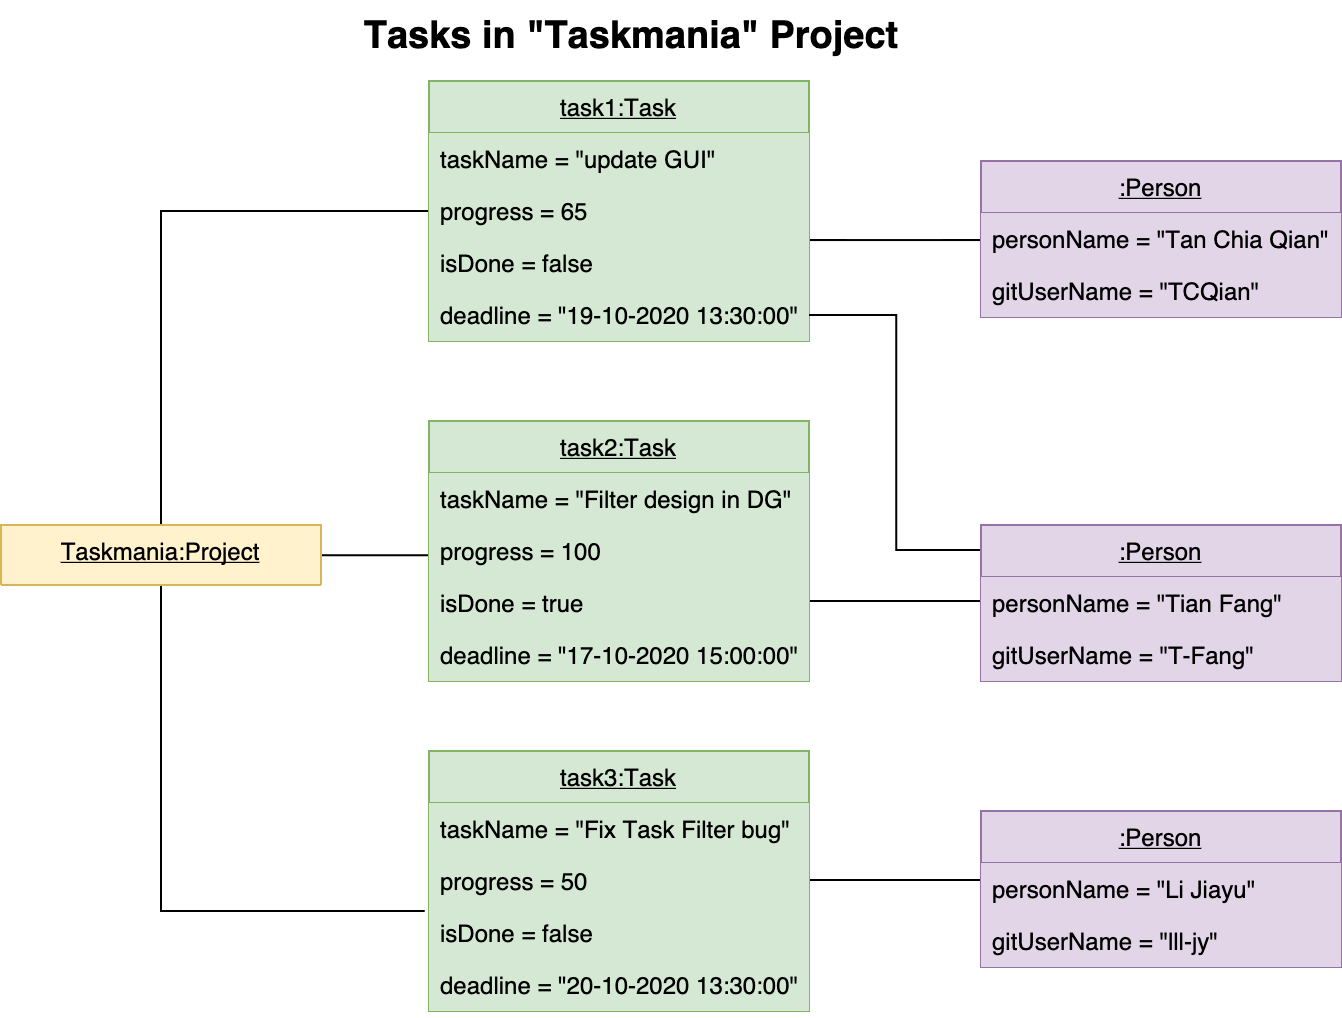 Tasks in "Taskmania" Project
task1:Task
taskName = "update GUI"
progress = 65
isDone = false
deadline = "19-10-2020 13:30:00"
:Person
personName = "Tan Chia Qian"
gitUserName = "TCQian"
task2:Task
taskName = "Filter design in DG"
progress = 100
isDone = true
deadline = "17-10-2020 15:00:00"
Taskmania:Project
:Person
personName = "Tian Fang"
gitUserName = "T-Fang"
task3:Task
taskName = "Fix Task Filter bug"
progress = 50
isDone = false
deadline = "20-10-2020 13:30:00"
:Person
personName = "Li Jiayu"
gitUserName = "lll-jy"